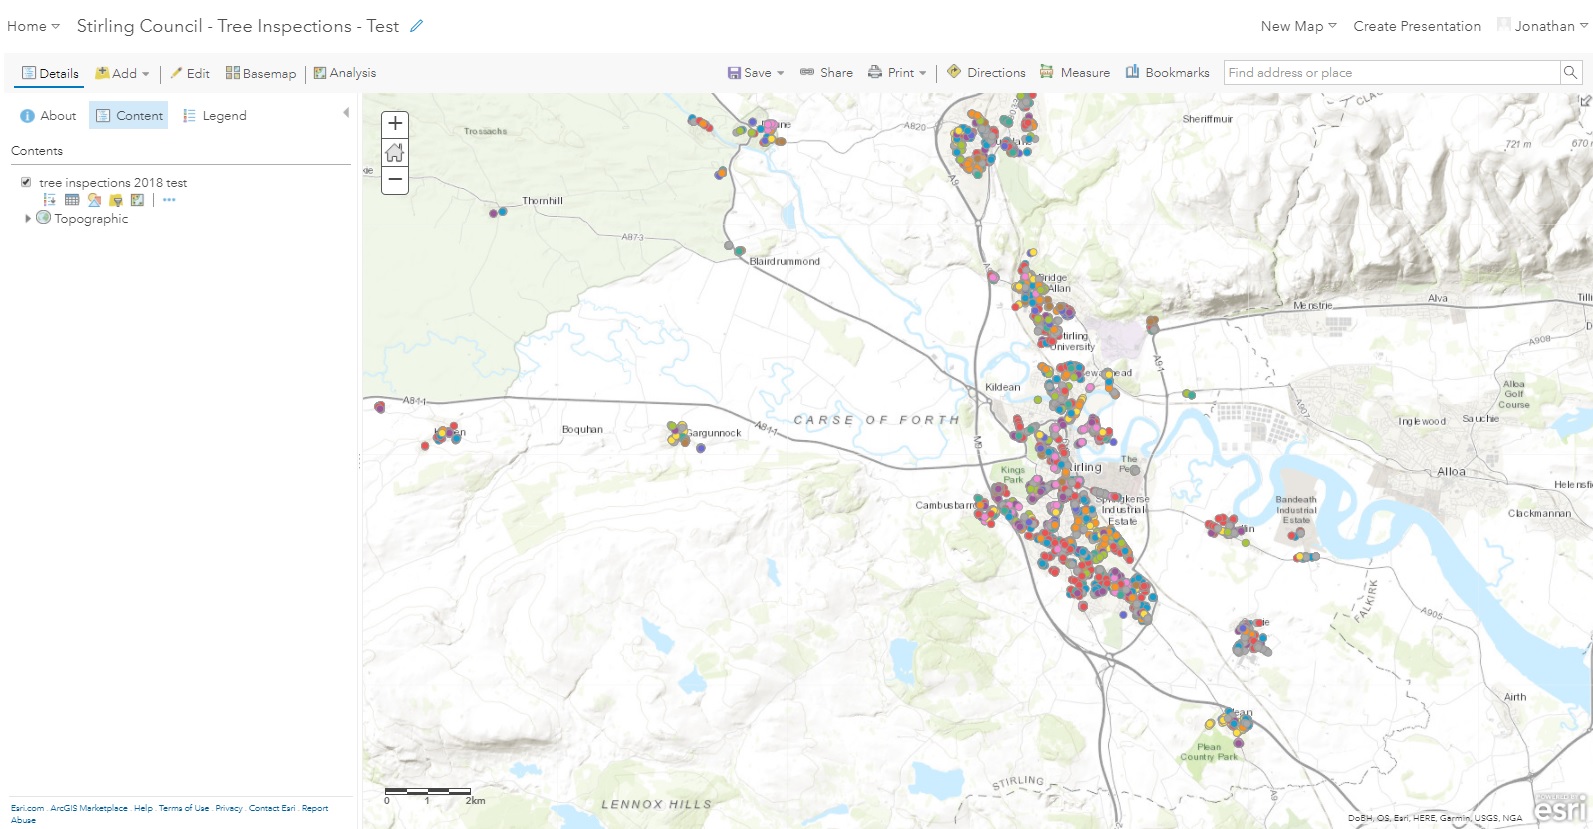 Home Stirling Council - Tree Inspections - Test New Map Create Presentation Jonathan
Details Add Edit Basemap Analysis Save Share Print Directions Measure Bookmarks Find address or place
About Content Legend
Contents
tree inspections 2018 test
Topographic
Esri.com . ArcGIS Marketplace . Help . Terms of Use . Privacy . Contact Esri . Report
Abuse
Trossachs
A820
Sheriffmuir
721 m
Thornhill
A873
A9
Blairdrummond
Bridge
Allan
Menstrie
Alva
Stirling
University
A908
Kildean
A91
Alloa
Golf
Course
A811
A907
CARSE OF FORTH
Inglewood
Sauchie
Boquhan
Gargunnock
A811
M9
The
Stirling
Kings
Park
Alloa
Cambusbarron
Springkerse
Industrial
Estate
Bandeath
Industrial
Estate
Clackmannan
FALKIRK
A905
Airth
Plean
Country Park
STIRLING
LENNOX HILLS
0 1 2km
DoBH, OS, Esri, HERE, Garmin, USGS, NGA
POWERED BY
esri